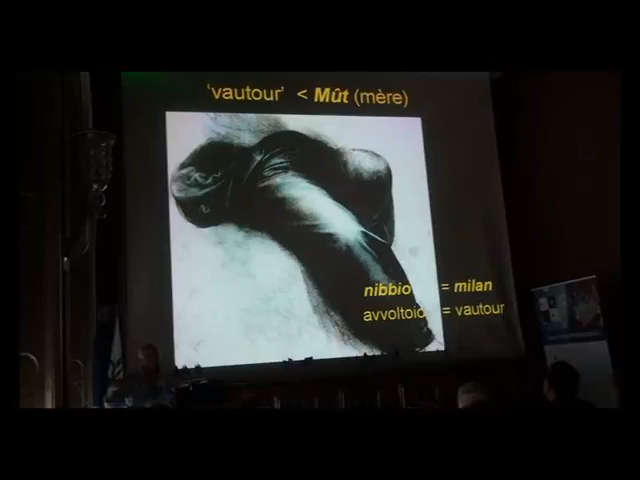 'vautour' < Mût (mère)
nibbio = milan
avvoltoio = vautour